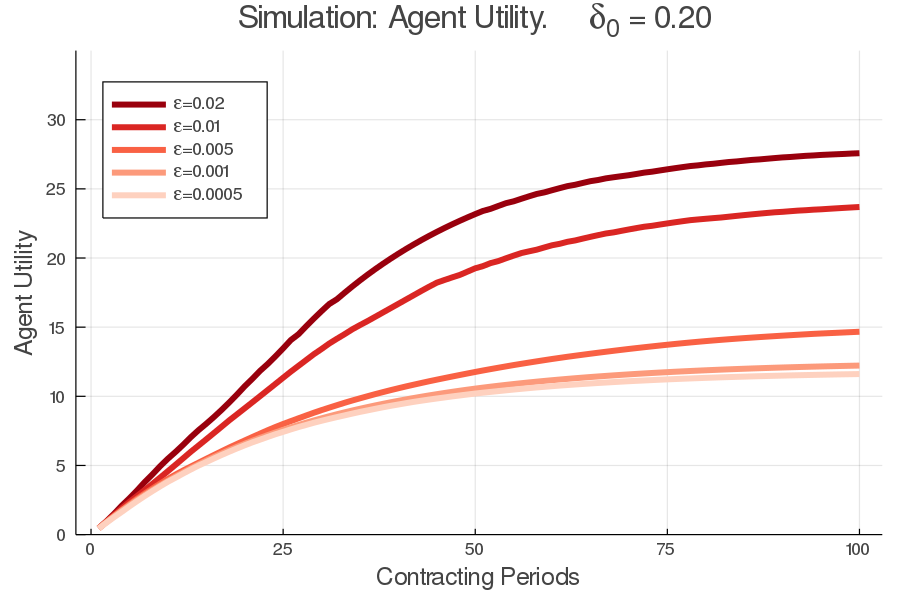 Simulation: Agent Utility. δ₀ = 0.20
ε=0.02
ε=0.01
ε=0.005
ε=0.001
ε=0.0005
Agent Utility
30
25
20
15
10
5
0
0 25 50 75 100
Contracting Periods